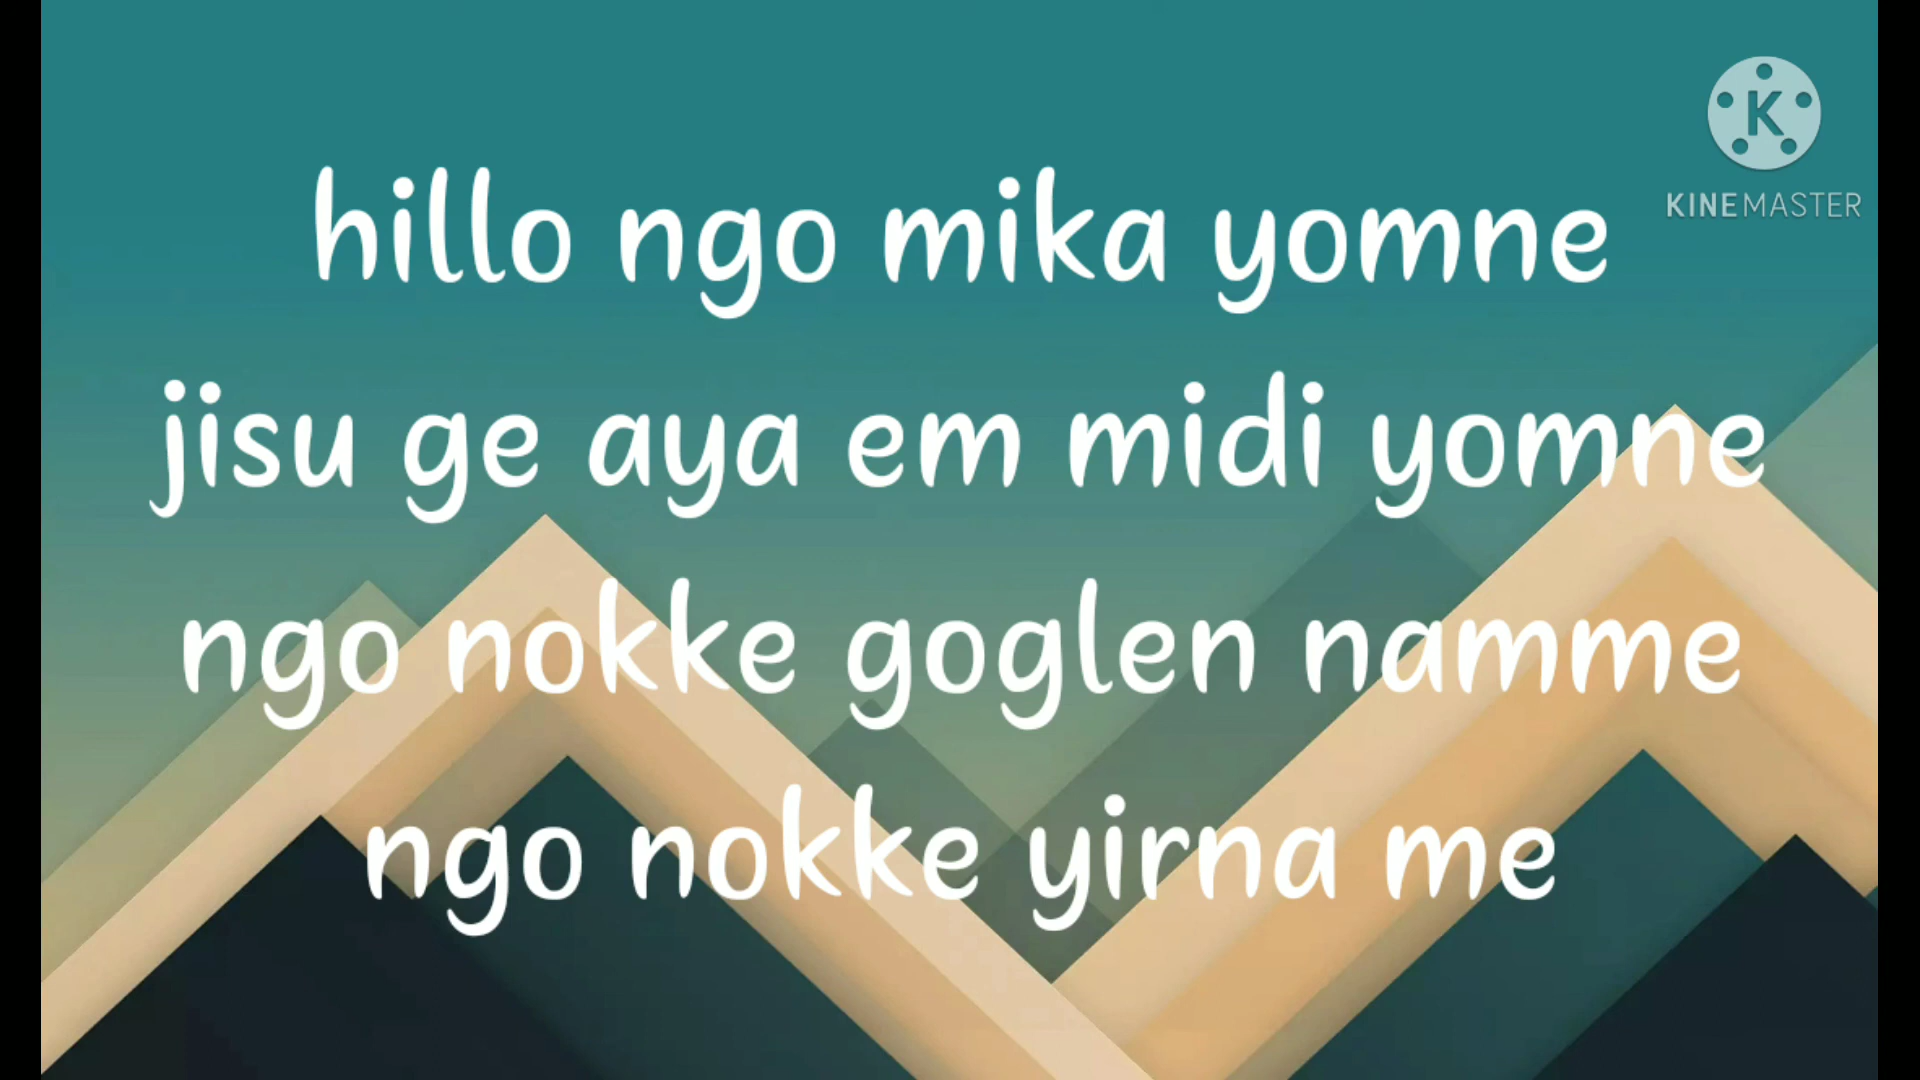 hillo ngo mika yomne
jisu ge aya em midi yomne
ngo nokke goglen namme
ngo nokke yirna me
K
KINEMASTER